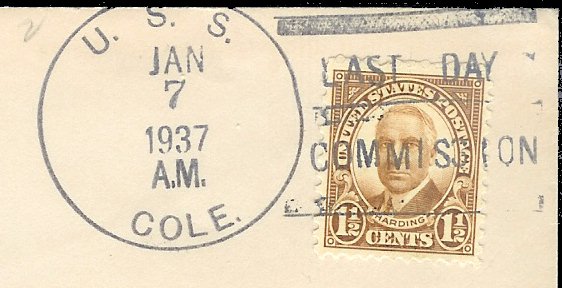 U. S. S.
JAN
7
1937
A.M.
COLE.
LAST DAY
COMMISSION
UNITED STATES POSTAGE
HARDING
1½ CENTS 1½